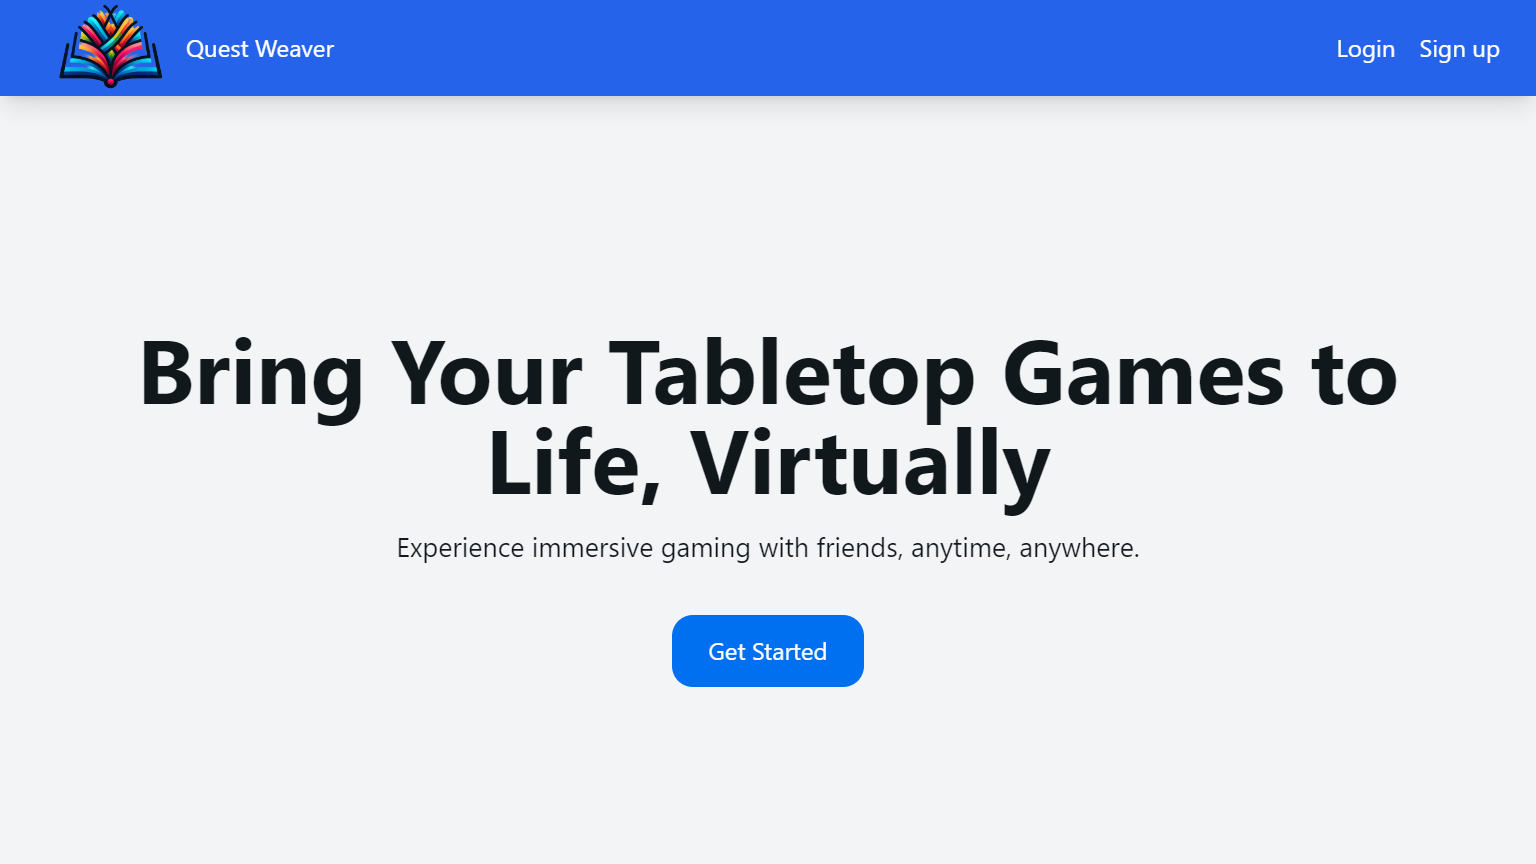 Quest Weaver
Login
Sign up
Bring Your Tabletop Games to
Life, Virtually
Experience immersive gaming with friends, anytime, anywhere.
Get Started